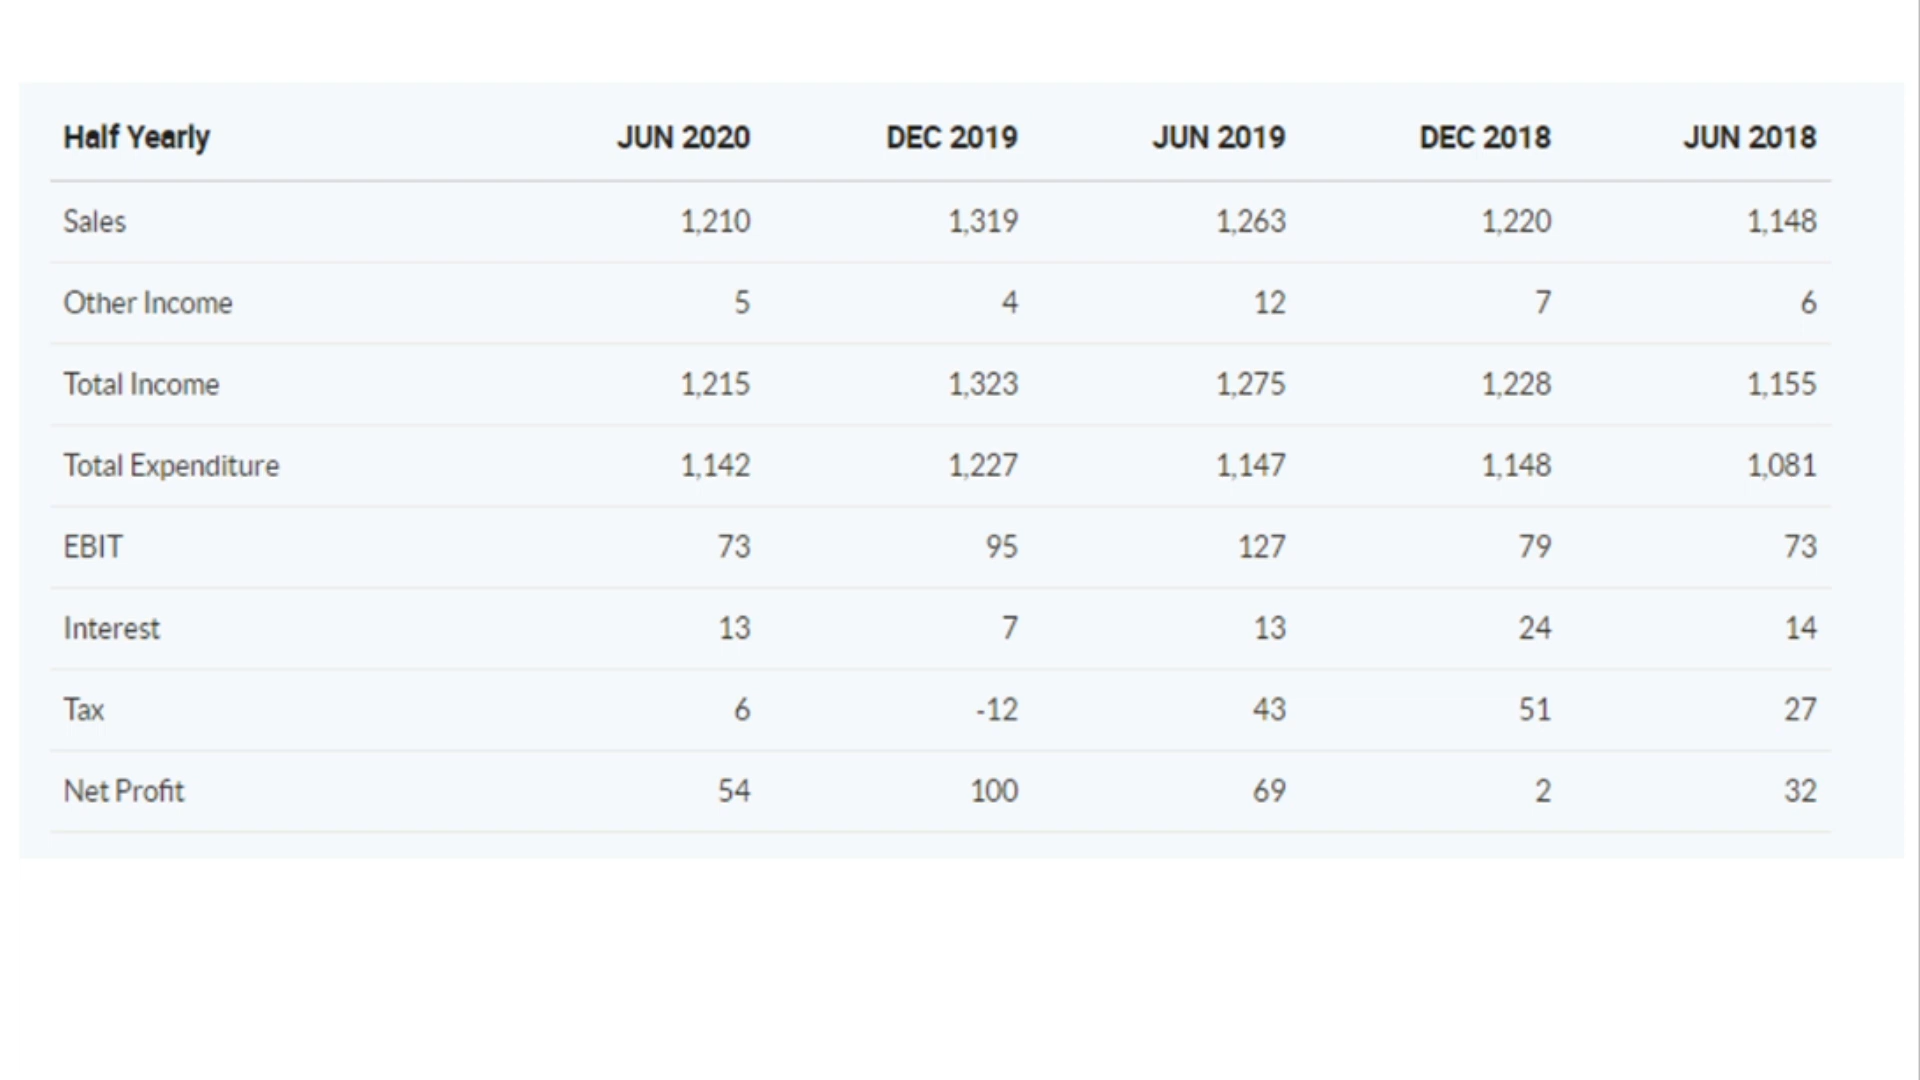 Half Yearly JUN 2020 DEC 2019 JUN 2019 DEC 2018 JUN 2018
Sales 1,210 1,319 1,263 1,220 1,148
Other Income 5 4 12 7 6
Total Income 1,215 1,323 1,275 1,228 1,155
Total Expenditure 1,142 1,227 1,147 1,148 1,081
EBIT 73 95 127 79 73
Interest 13 7 13 24 14
Tax 6 -12 43 51 27
Net Profit 54 100 69 2 32